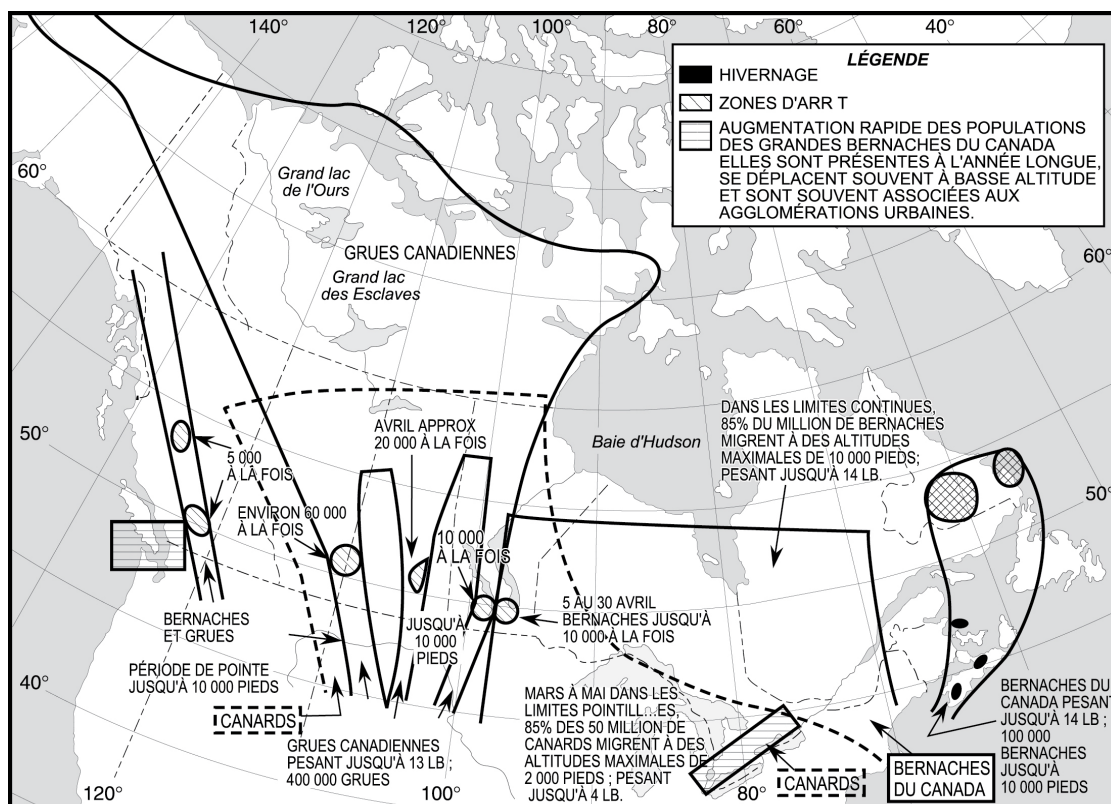 140°
120°
100°
80°
60°
40°
LÉGENDE
HIVERNAGE
ZONES D'ARR T
AUGMENTATION RAPIDE DES POPULATIONS
DES GRANDES BERNACHES DU CANADA
ELLES SONT PRÉSENTES À L'ANNÉE LONGUE,
SE DÉPLACENT SOUVENT À BASSE ALTITUDE
ET SONT SOUVENT ASSOCIÉES AUX
AGGLOMÉRATIONS URBAINES.
60°
Grand lac
de l'Ours
GRUES CANADIENNES
60°
Grand lac
des Esclaves
DANS LES LIMITES CONTINUES,
85% DU MILLION DE BERNACHES
MIGRENT À DES ALTITUDES
MAXIMALES DE 10 000 PIEDS;
PESANT JUSQU'À 14 LB.
AVRIL APPROX
20 000 À LA FOIS
Baie d'Hudson
50°
5 000
À LA FOIS
50°
ENVIRON 60 000
À LA FOIS
10 000
À LA FOIS
5 AU 30 AVRIL
BERNACHES JUSQU'À
10 000 À LA FOIS
BERNACHES
ET GRUES
JUSQU'À
10 000
PIEDS
PÉRIODE DE POINTE
JUSQU'À 10 000 PIEDS
40°
CANARDS
GRUES CANADIENNES
PESANT JUSQU'À 13 LB ;
400 000 GRUES
MARS À MAI DANS LES
LIMITES POINTILL ES,
85% DES 50 MILLION DE
CANARDS MIGRENT À DES
ALTITUDES MAXIMALES DE
2 000 PIEDS ; PESANT
JUSQU'À 4 LB.
CANARDS
BERNACHES
DU CANADA
BERNACHES DU
CANADA PESANT
JUSQU'À 14 LB ;
100 000
BERNACHES
JUSQU'À
10 000 PIEDS
120°
100°
80°